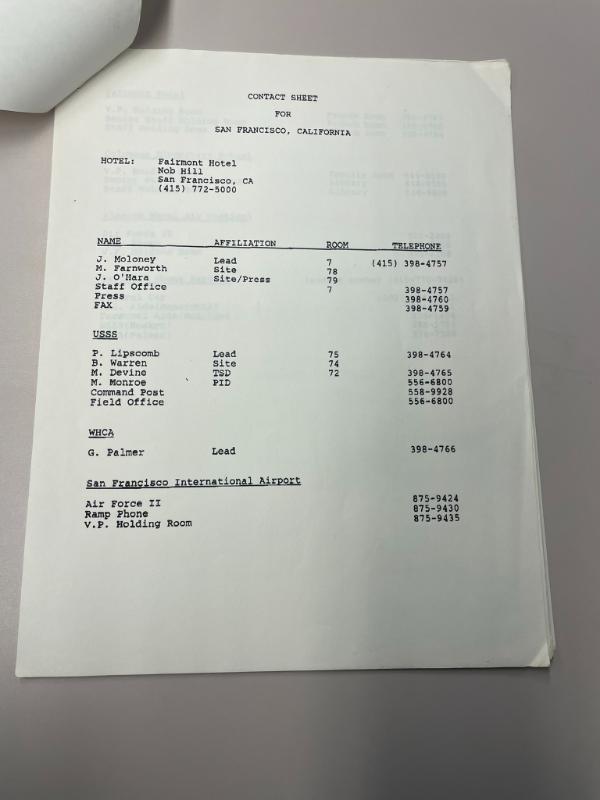 CONTACT SHEET
FOR
SAN FRANCISCO, CALIFORNIA
HOTEL: Fairmont Hotel
Nob Hill
San Francisco, CA
(415) 772-5000
NAME AFFILIATION ROOM TELEPHONE
J. Moloney Lead 7 (415) 398-4757
M. Farnworth Site 78
J. O'Hara Site/Press 79
Staff Office 7 398-4757
Press 398-4760
FAX 398-4759
USSS
P. Lipscomb Lead 75 398-4764
B. Warren Site 74
M. Devine TSD 72 398-4765
M. Monroe PID 556-6800
Command Post 558-9928
Field Office 556-6800
WHCA
G. Palmer Lead 398-4766
San Francisco International Airport
Air Force II 875-9424
Ramp Phone 875-9430
V.P. Holding Room 875-9435